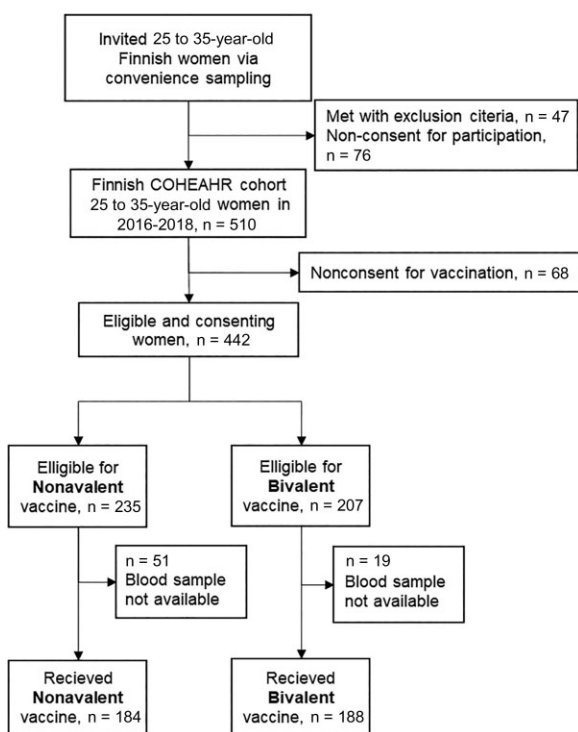 Invited 25 to 35-year-old
Finnish women via
convenience sampling
Met with exclusion citeria, n = 47
Non-consent for participation,
n = 76
Finnish COHEAHR cohort
25 to 35-year-old women in
2016-2018, n = 510
Nonconsent for vaccination, n = 68
Eligible and consenting
women, n = 442
Elligible for
Nonavalent
vaccine, n = 235
Elligible for
Bivalent
vaccine, n = 207
n = 51
Blood sample
not available
n = 19
Blood sample
not available
Recieved
Nonavalent
vaccine, n = 184
Recieved
Bivalent
vaccine, n = 188